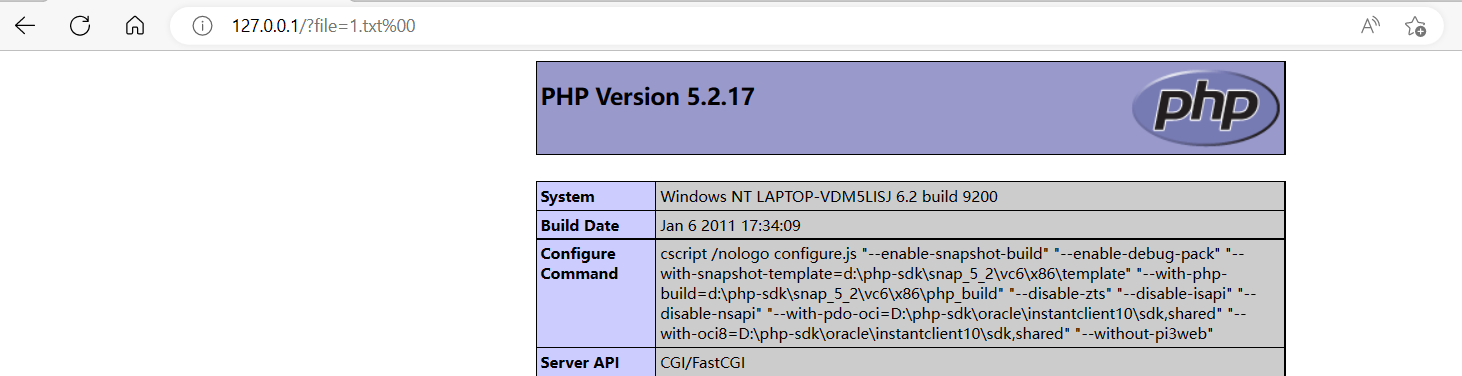 127.0.0.1/?file=1.txt%00
PHP Version 5.2.17
php
System
Windows NT LAPTOP-VDM5LISJ 6.2 build 9200
Build Date
Jan 6 2011 17:34:09
Configure
Command
cscript /nologo configure.js "--enable-snapshot-build" "--enable-debug-pack" "--
with-snapshot-template=d:\php-sdk\snap_5_2\vc6\x86\template" "--with-php-
build=d:\php-sdk\snap_5_2\vc6\x86\php_build" "--disable-zts" "--disable-isapi" "--
disable-nsapi" "--with-pdo-oci=D:\php-sdk\oracle\instantclient10\sdk,shared" "--
with-oci8=D:\php-sdk\oracle\instantclient10\sdk,shared" "--without-pi3web"
Server API
CGI/FastCGI